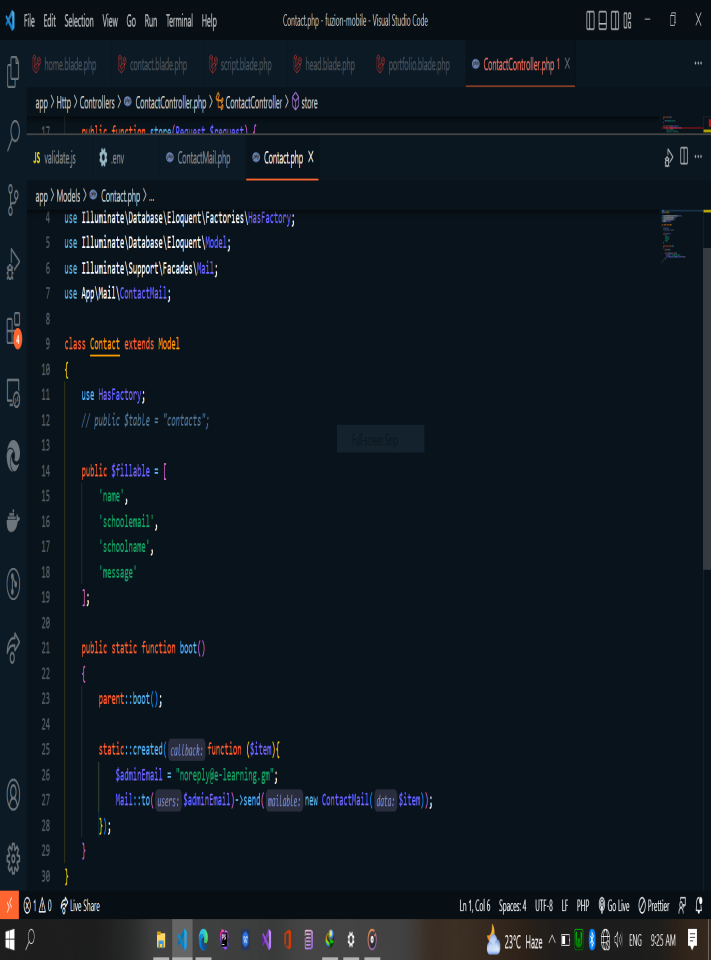 File Edit Selection View Go Run Terminal Help Contact.php - fuzion-mobile - Visual Studio Code
home.blade.php contact.blade.php script.blade.php head.blade.php portfolio.blade.php ContactController.php 1
app > Http > Controllers > ContactController.php > ContactController > store
17 public function store(Request $request) {
JS validate.js .env ContactMail.php Contact.php
app > Models > Contact.php > ...
4 use Illuminate\Database\Eloquent\Factories\HasFactory;
5 use Illuminate\Database\Eloquent\Model;
6 use Illuminate\Support\Facades\Mail;
7 use App\Mail\ContactMail;
8
9 class Contact extends Model
10 {
11 use HasFactory;
12 // public $table = "contacts";
13
Full-screen Snip
14 public $fillable = [
15 'name',
16 'schoolemail',
17 'schoolname',
18 'message'
19 ];
20
21 public static function boot()
22 {
23 parent::boot();
24
25 static::created( callback: function ($item){
26 $adminEmail = "noreply@e-learning.gm";
27 Mail::to( users: $adminEmail)->send( mailable: new ContactMail( data: $item));
28 });
29 }
30 }
4
1 0 Live Share Ln 1, Col 6 Spaces: 4 UTF-8 LF PHP Go Live Prettier
23°C Haze ENG 9:25 AM